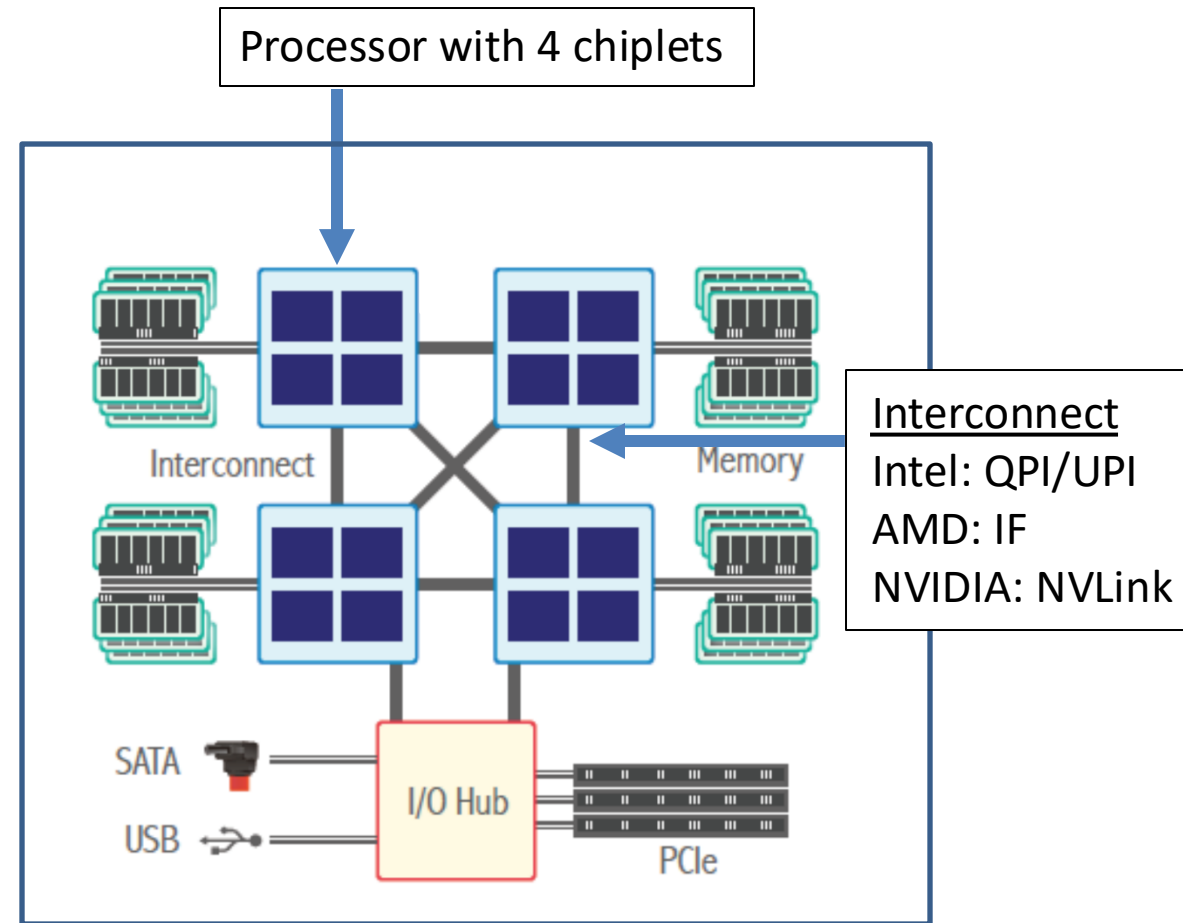 Processor with 4 chiplets
Interconnect
Memory
Interconnect
Intel: QPI/UPI
AMD: IF
NVIDIA: NVLink
SATA
I/O Hub
USB
PCIe